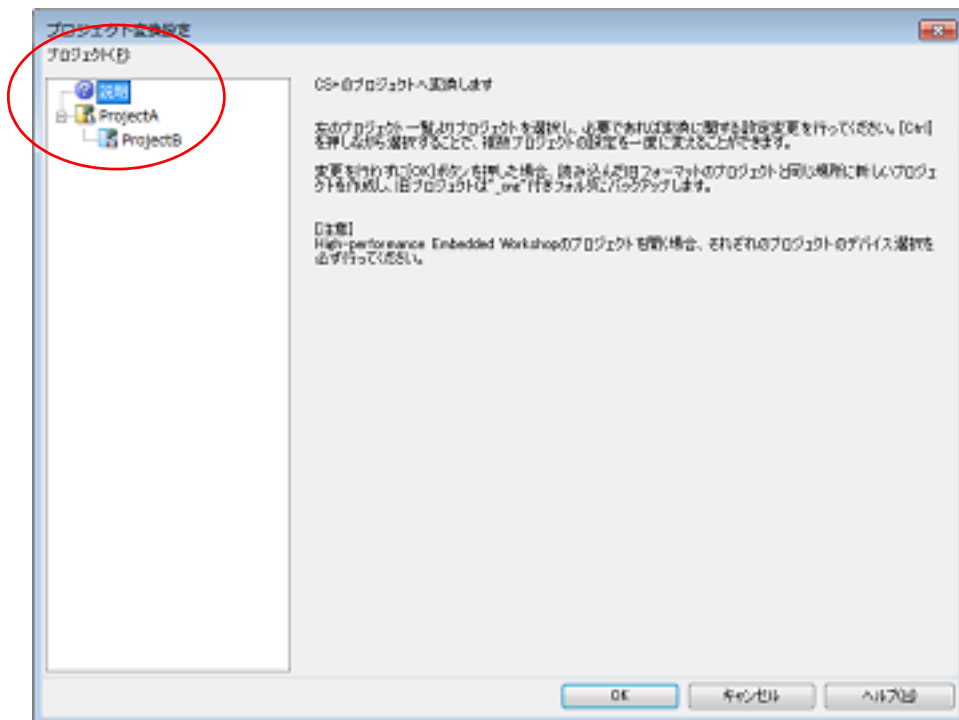 プロジェクト変換設定
プロジェクト(P)
説明
ProjectA
ProjectB
CS+のプロジェクトへ変換します
左のプロジェクト一覧よりプロジェクトを選択し、必要であれば変換に関する設定変更を行ってください。[Ctrl]
を押しながら選択することで、複数プロジェクトの設定を一度に変えることができます。
変更を行わずに[OK]ボタンを押した場合、読み込んだ旧フォーマットのプロジェクトと同じ場所に新しいプロジェ
クトを作成し、旧プロジェクトは"_org"付きフォルダにバックアップします。
【注意】
High-performance Embedded Workshopのプロジェクトを開く場合、それぞれのプロジェクトのデバイス選択を
必ず行ってください。
OK
キャンセル
ヘルプ(H)